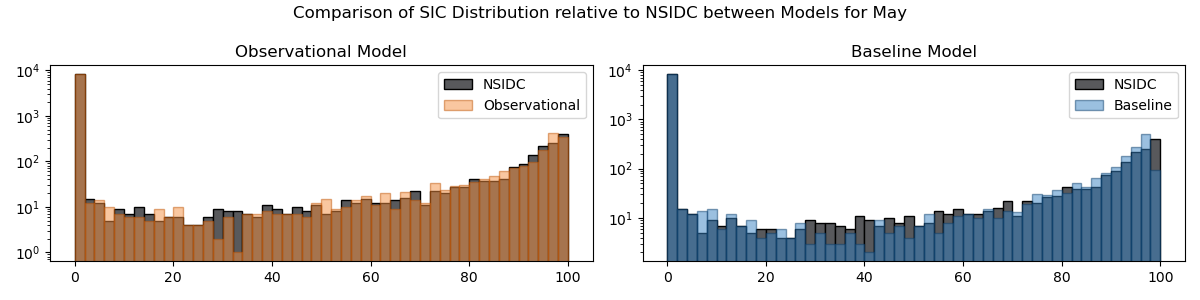 Comparison of SIC Distribution relative to NSIDC between Models for May
Observational Model
10⁴
10³
10²
10¹
10⁰
NSIDC
Observational
0 20 40 60 80 100
Baseline Model
10⁴
10³
10²
10¹
NSIDC
Baseline
0 20 40 60 80 100